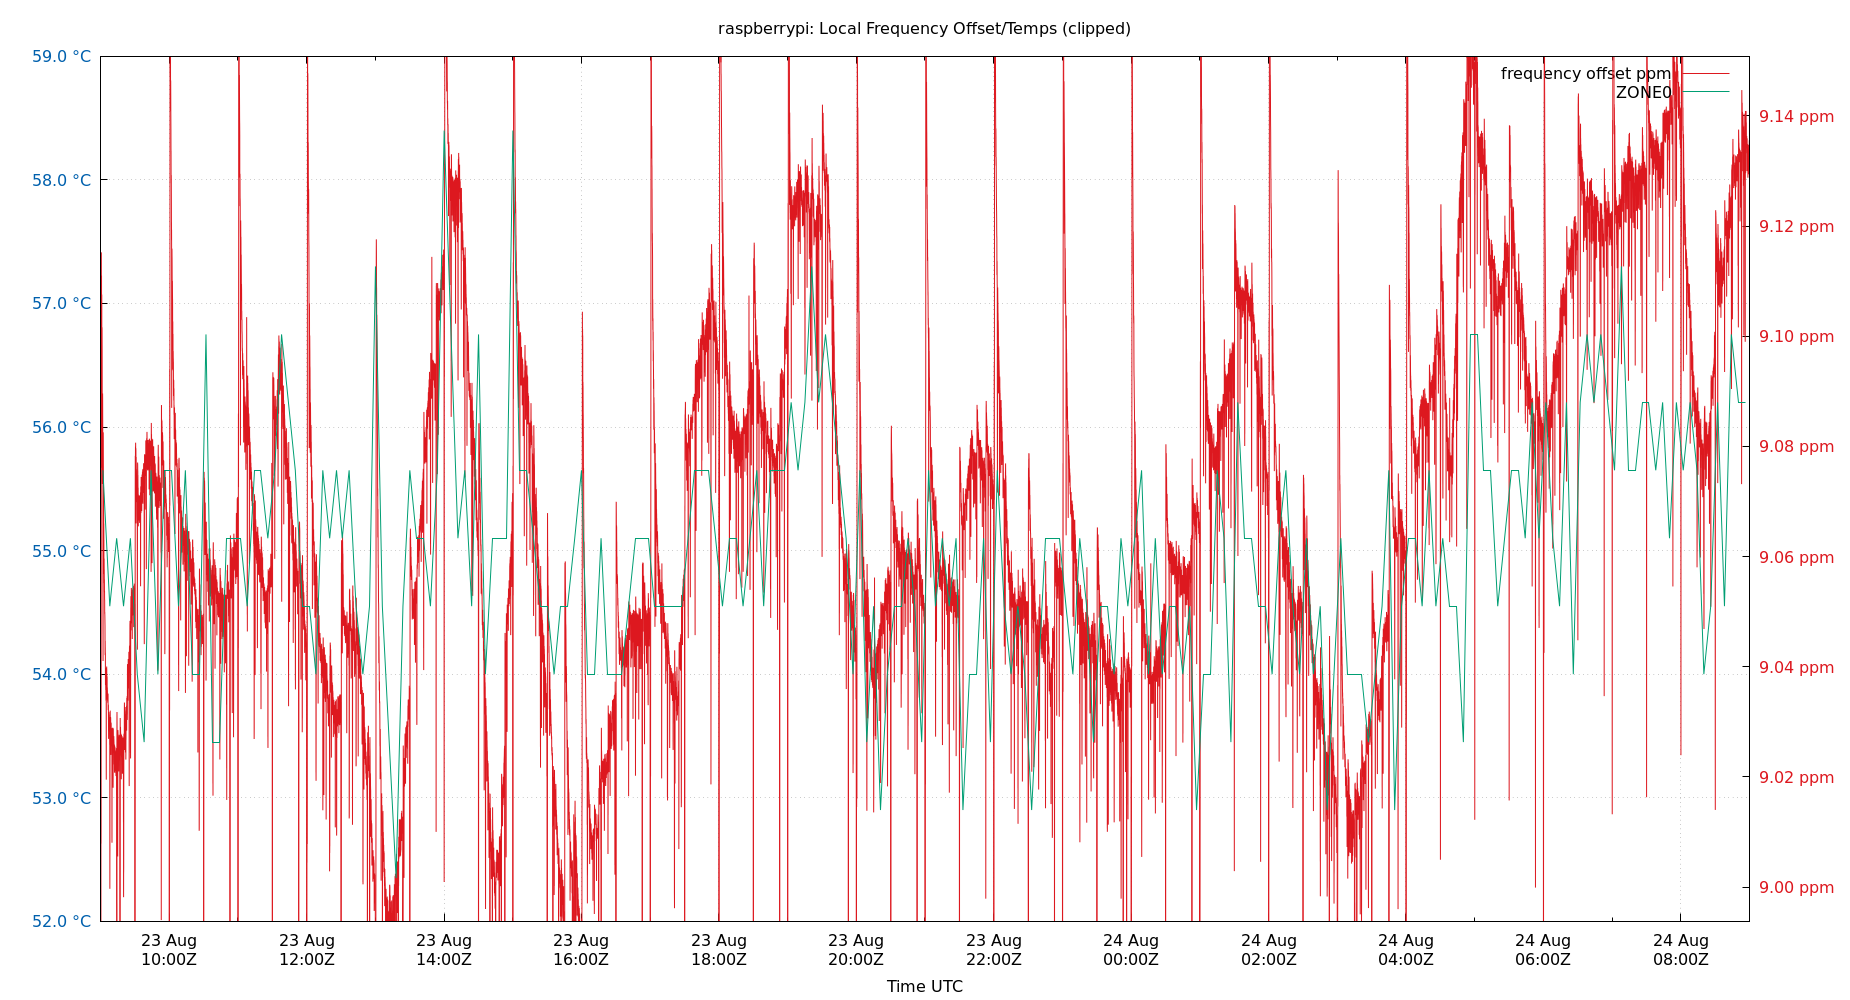 raspberrypi: Local Frequency Offset/Temps (clipped)
59.0 °C
58.0 °C
57.0 °C
56.0 °C
55.0 °C
54.0 °C
53.0 °C
52.0 °C
frequency offset ppm
ZONE0
9.14 ppm
9.12 ppm
9.10 ppm
9.08 ppm
9.06 ppm
9.04 ppm
9.02 ppm
9.00 ppm
23 Aug
10:00Z
23 Aug
12:00Z
23 Aug
14:00Z
23 Aug
16:00Z
23 Aug
18:00Z
23 Aug
20:00Z
23 Aug
22:00Z
24 Aug
00:00Z
24 Aug
02:00Z
24 Aug
04:00Z
24 Aug
06:00Z
24 Aug
08:00Z
Time UTC